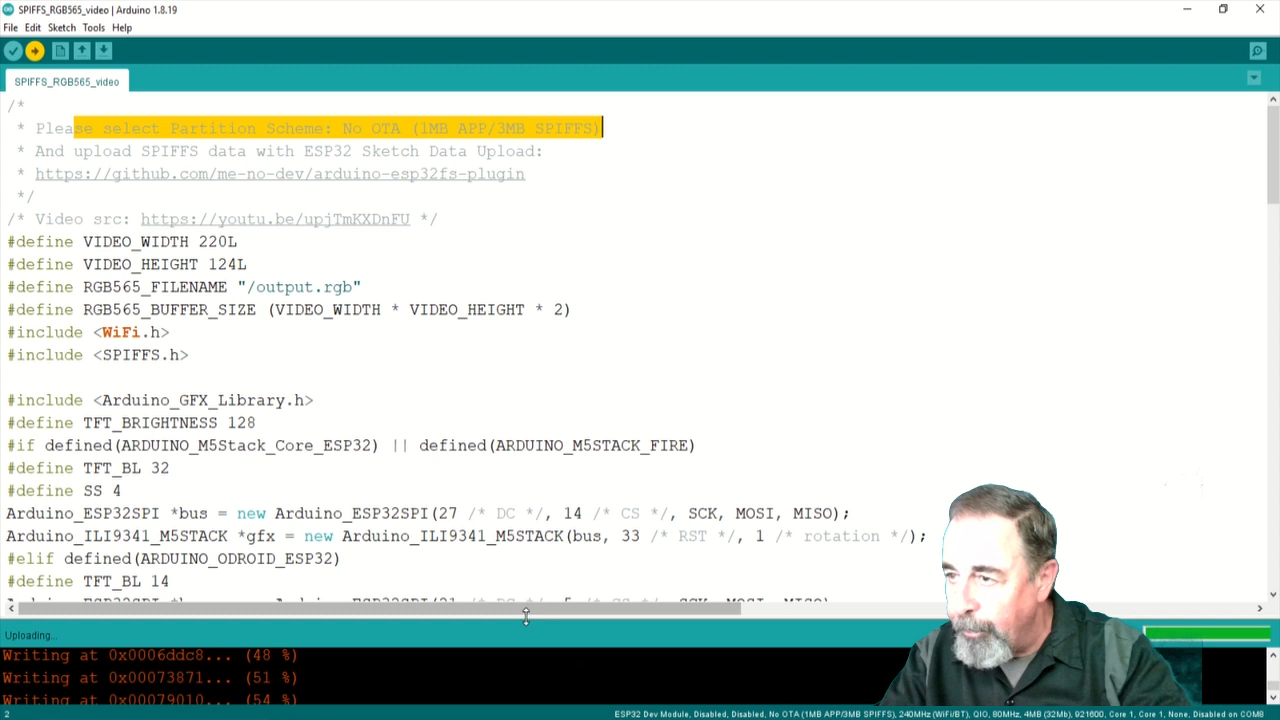 SPIFFS_RGB565_video | Arduino 1.8.19
File Edit Sketch Tools Help
SPIFFS_RGB565_video
/*
* Please select Partition Scheme: No OTA (1MB APP/3MB SPIFFS)
* And upload SPIFFS data with ESP32 Sketch Data Upload:
* https://github.com/me-no-dev/arduino-esp32fs-plugin
*/
/* Video src: https://youtu.be/upjTmKXDnFU */
#define VIDEO_WIDTH 220L
#define VIDEO_HEIGHT 124L
#define RGB565_FILENAME "/output.rgb"
#define RGB565_BUFFER_SIZE (VIDEO_WIDTH * VIDEO_HEIGHT * 2)
#include <WiFi.h>
#include <SPIFFS.h>
#include <Arduino_GFX_Library.h>
#define TFT_BRIGHTNESS 128
#if defined(ARDUINO_M5Stack_Core_ESP32) || defined(ARDUINO_M5STACK_FIRE)
#define TFT_BL 32
#define SS 4
Arduino_ESP32SPI *bus = new Arduino_ESP32SPI(27 /* DC */, 14 /* CS */, SCK, MOSI, MISO);
Arduino_ILI9341_M5STACK *gfx = new Arduino_ILI9341_M5STACK(bus, 33 /* RST */, 1 /* rotation */);
#elif defined(ARDUINO_ODROID_ESP32)
#define TFT_BL 14
Uploading...
Writing at 0x0006ddc8... (48 %)
Writing at 0x00073871... (51 %)
Writing at 0x00079010... (54 %)
2 ESP32 Dev Module, Disabled, Disabled, No OTA (1MB APP/3MB SPIFFS), 240MHz (WiFi/BT), QIO, 80MHz, 4MB (32Mb), 921600, Core 1, Core 1, None, Disabled on COM8